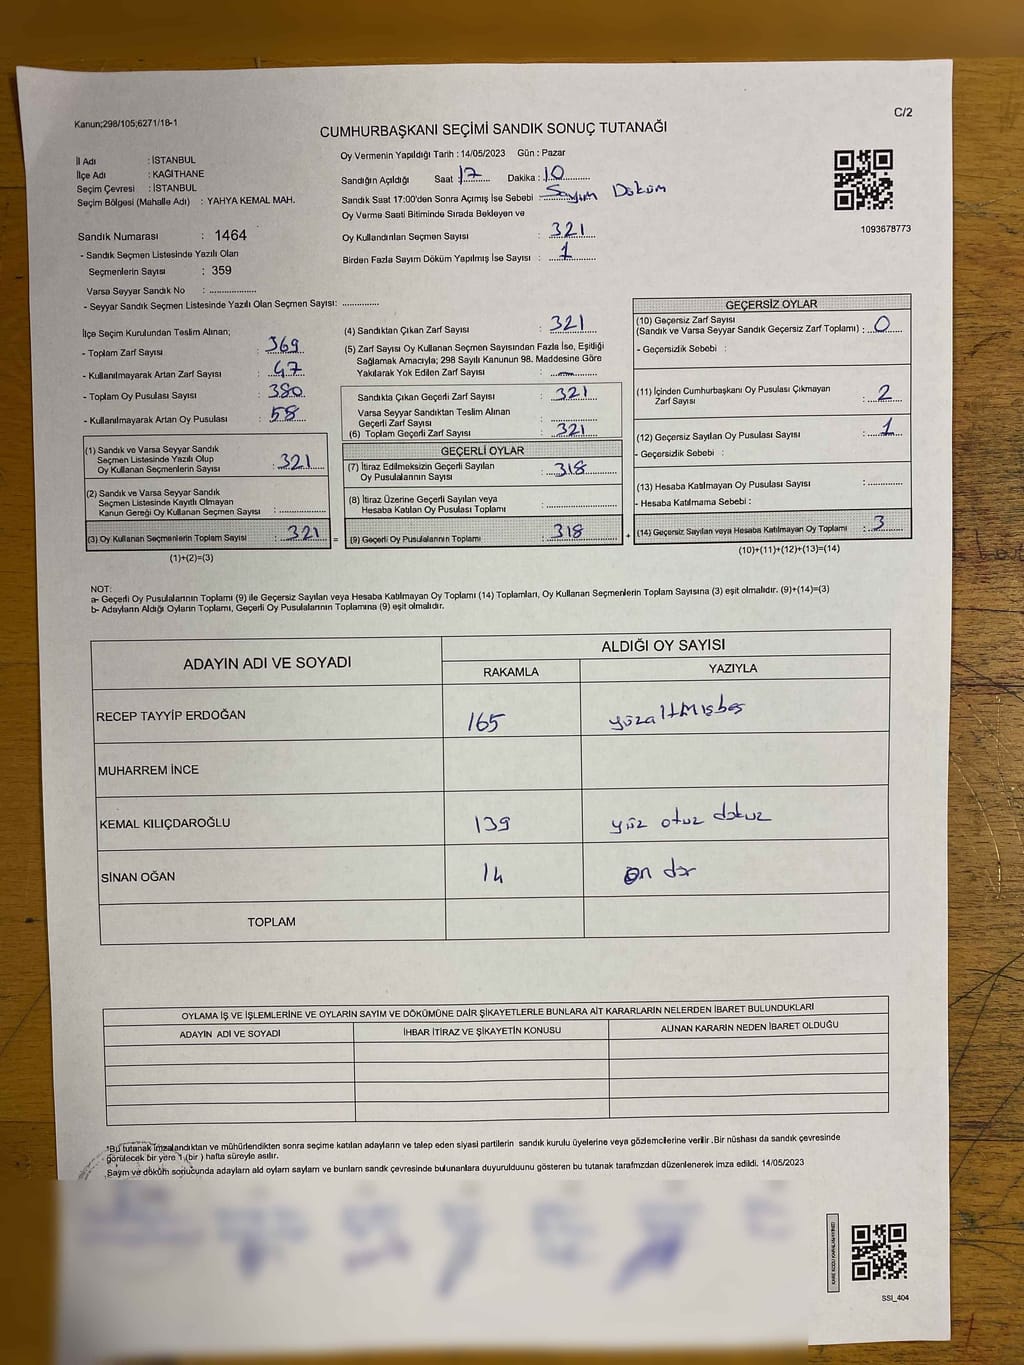 Kanun;298/105;6271/18-1
C/2
CUMHURBAŞKANI SEÇİMİ SANDIK SONUÇ TUTANAĞI
İl Adı : İSTANBUL
İlçe Adı : KAĞITHANE
Seçim Çevresi : İSTANBUL
Seçim Bölgesi (Mahalle Adı) : YAHYA KEMAL MAH.
Sandık Numarası : 1464
- Sandık Seçmen Listesinde Yazılı Olan
Seçmenlerin Sayısı : 359
Varsa Seyyar Sandık No : ..................
- Seyyar Sandık Seçmen Listesinde Yazılı Olan Seçmen Sayısı: ..............
Oy Vermenin Yapıldığı Tarih : 14/05/2023 Gün : Pazar
Sandığın Açıldığı Saat 17 Dakika : 10
Sandık Saat 17:00'den Sonra Açımış İse Sebebi : Sayım Döküm
Oy Verme Saati Bitiminde Sırada Bekleyen ve
Oy Kullandırılan Seçmen Sayısı : 321
Birden Fazla Sayım Döküm Yapılmış İse Sayısı : 1
1093678773
İlçe Seçim Kurulundan Teslim Alınan;
- Toplam Zarf Sayısı : 369
- Kullanılmayarak Artan Zarf Sayısı : 47
- Toplam Oy Pusulası Sayısı : 380
- Kullanılmayarak Artan Oy Pusulası : 58
(1) Sandık ve Varsa Seyyar Sandık
Seçmen Listesinde Yazılı Olup
Oy Kullanan Seçmenlerin Sayısı : 321
(2) Sandık ve Varsa Seyyar Sandık
Seçmen Listesinde Kayıtlı Olmayan
Kanun Gereği Oy Kullanan Seçmen Sayısı : ..................
(3) Oy Kullanan Seçmenlerin Toplam Sayısı : 321 =
(1)+(2)=(3)
(4) Sandıktan Çıkan Zarf Sayısı : 321
(5) Zarf Sayısı Oy Kullanan Seçmen Sayısından Fazla İse, Eşitliği
Sağlamak Amacıyla; 298 Sayılı Kanunun 98. Maddesine Göre
Yakılarak Yok Edilen Zarf Sayısı : —
Sandıkta Çıkan Geçerli Zarf Sayısı : 321
Varsa Seyyar Sandıktan Teslim Alınan
Geçerli Zarf Sayısı : ..................
(6) Toplam Geçerli Zarf Sayısı : 321
GEÇERLİ OYLAR
(7) İtiraz Edilmeksizin Geçerli Sayılan
Oy Pusulalarının Sayısı : 318
(8) İtiraz Üzerine Geçerli Sayılan veya
Hesaba Katılan Oy Pusulası Toplamı : ..................
(9) Geçerli Oy Pusulalarının Toplamı : 318 +
GEÇERSİZ OYLAR
(10) Geçersiz Zarf Sayısı
(Sandık ve Varsa Seyyar Sandık Geçersiz Zarf Toplamı) : 0
- Geçersizlik Sebebi :
(11) İçinden Cumhurbaşkanı Oy Pusulası Çıkmayan
Zarf Sayısı : 2
(12) Geçersiz Sayılan Oy Pusulası Sayısı : 1
- Geçersizlik Sebebi :
(13) Hesaba Katılmayan Oy Pusulası Sayısı : .............
- Hesaba Katılmama Sebebi :
(14) Geçersiz Sayılan veya Hesaba Katılmayan Oy Toplamı : 3
(10)+(11)+(12)+(13)=(14)
NOT:
a- Geçerli Oy Pusulalarının Toplamı (9) ile Geçersiz Sayılan veya Hesaba Katılmayan Oy Toplamı (14) Toplamları, Oy Kullanan Seçmenlerin Toplam Sayısına (3) eşit olmalıdır. (9)+(14)=(3)
b- Adayların Aldığı Oyların Toplamı, Geçerli Oy Pusulalarının Toplamına (9) eşit olmalıdır.
ADAYIN ADI VE SOYADI
ALDIĞI OY SAYISI
RAKAMLA YAZIYLA
RECEP TAYYİP ERDOĞAN 165 yüzaltmışbeş
MUHARREM İNCE
KEMAL KILIÇDAROĞLU 139 yüz otuz dokuz
SİNAN OĞAN 14 on dör
TOPLAM
OYLAMA İŞ VE İŞLEMLERİNE VE OYLARIN SAYIM VE DÖKÜMÜNE DAİR ŞİKAYETLERLE BUNLARA AİT KARARLARIN NELERDEN İBARET BULUNDUKLARI
ADAYIN ADI VE SOYADI İHBAR İTİRAZ VE ŞİKAYETİN KONUSU ALINAN KARARIN NEDEN İBARET OLDUĞU
*Bu tutanak imzalandıktan ve mühürlendikten sonra seçime katılan adayların ve talep eden siyasi partilerin sandık kurulu üyelerine veya gözlemcilerine verilir .Bir nüshası da sandık çevresinde
görülecek bir yere 1 (bir ) hafta süreyle asılır.
Sayım ve döküm sonucunda adayların ald oyların sayların ve bunların sandk çevresinde bulunanlara duyurulduunu gösteren bu tutanak tarafmzdan düzenlenerek imza edildi. 14/05/2023
SSI_404